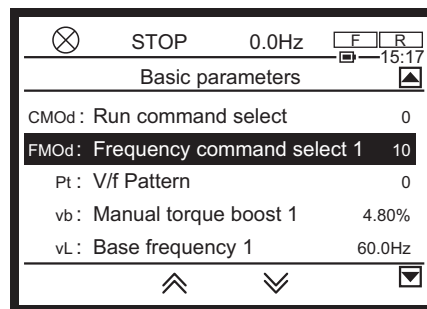 STOP 0.0Hz F R
15:17
Basic parameters
CMOd: Run command select 0
FMOd: Frequency command select 1 10
Pt: V/f Pattern 0
vb: Manual torque boost 1 4.80%
vL: Base frequency 1 60.0Hz